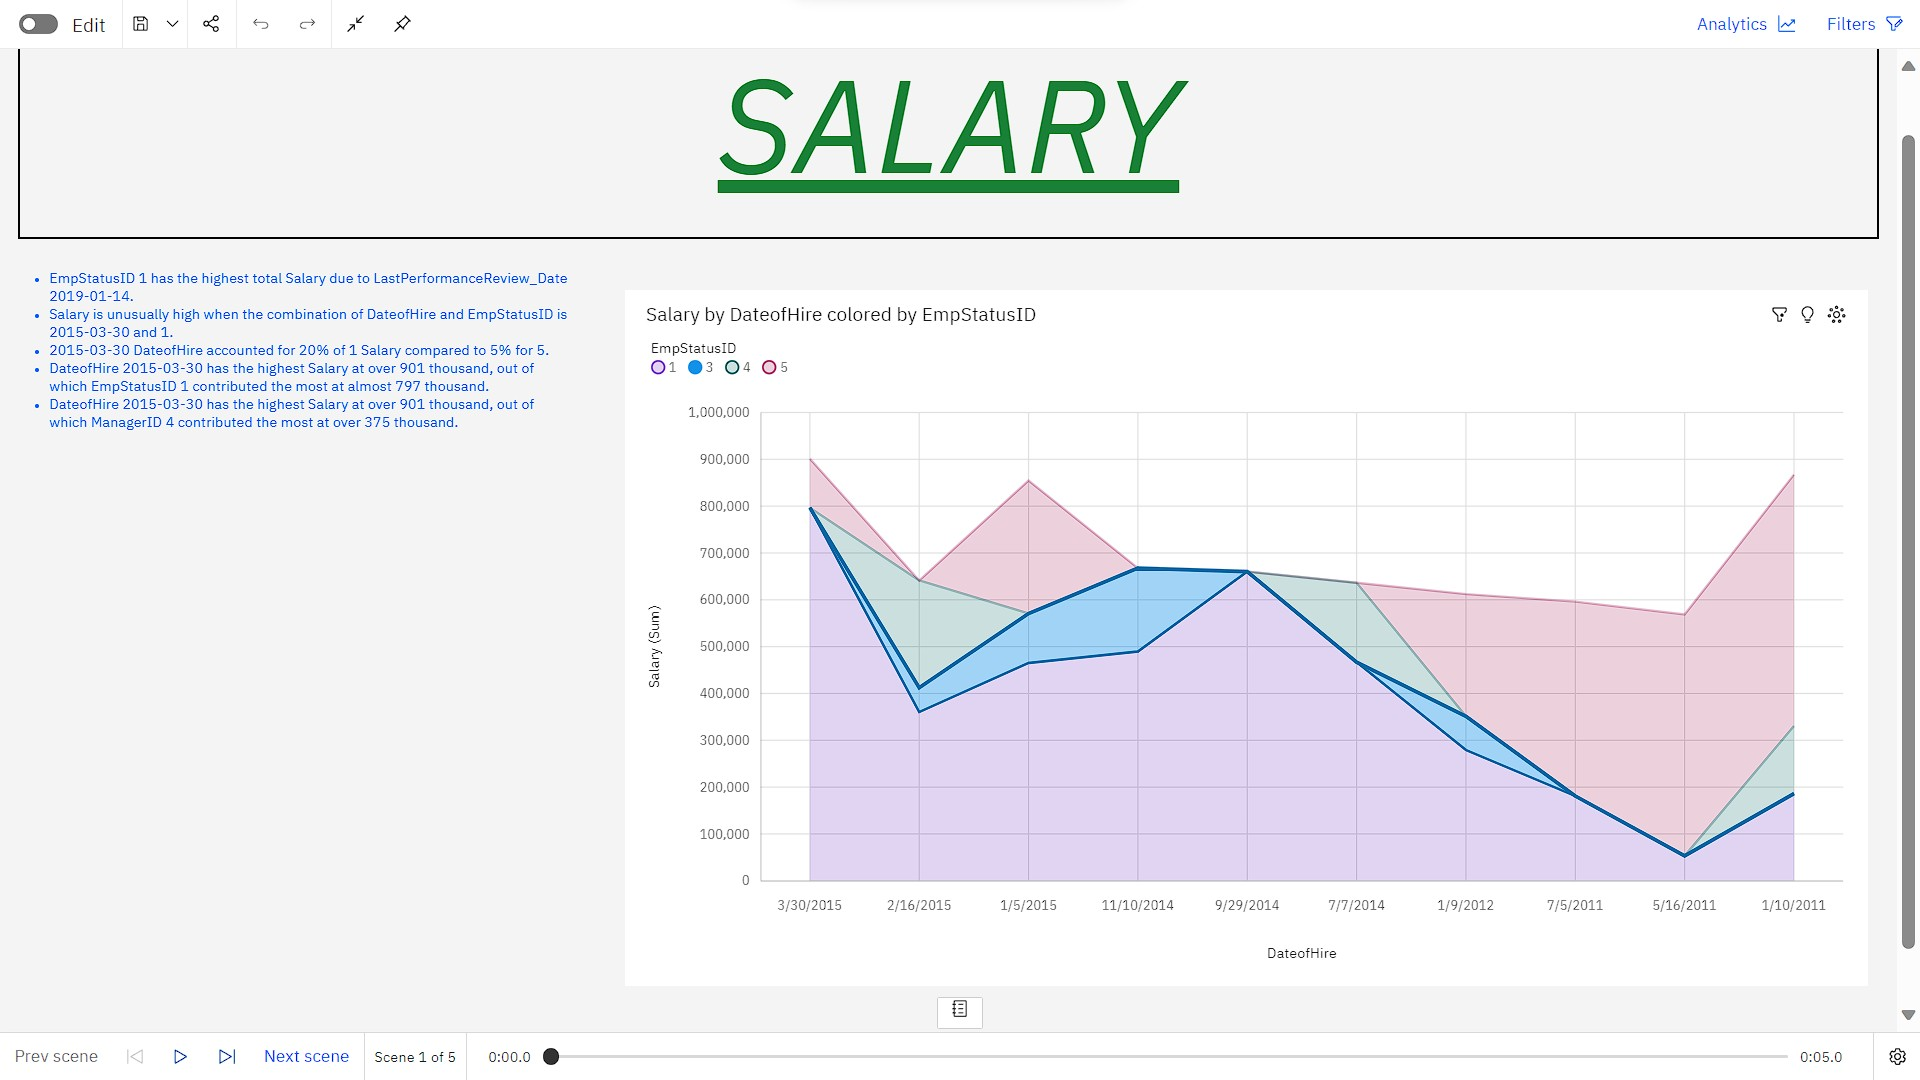 Edit
Analytics
Filters
SALARY
EmpStatusID 1 has the highest total Salary due to LastPerformanceReview_Date
2019-01-14.
Salary is unusually high when the combination of DateofHire and EmpStatusID is
2015-03-30 and 1.
2015-03-30 DateofHire accounted for 20% of 1 Salary compared to 5% for 5.
DateofHire 2015-03-30 has the highest Salary at over 901 thousand, out of
which EmpStatusID 1 contributed the most at almost 797 thousand.
DateofHire 2015-03-30 has the highest Salary at over 901 thousand, out of
which ManagerID 4 contributed the most at over 375 thousand.
Salary by DateofHire colored by EmpStatusID
EmpStatusID
1 3 4 5
1,000,000
900,000
800,000
700,000
600,000
500,000
400,000
300,000
200,000
100,000
0
Salary (Sum)
3/30/2015 2/16/2015 1/5/2015 11/10/2014 9/29/2014 7/7/2014 1/9/2012 7/5/2011 5/16/2011 1/10/2011
DateofHire
Prev scene
Next scene
Scene 1 of 5
0:00.0
0:05.0